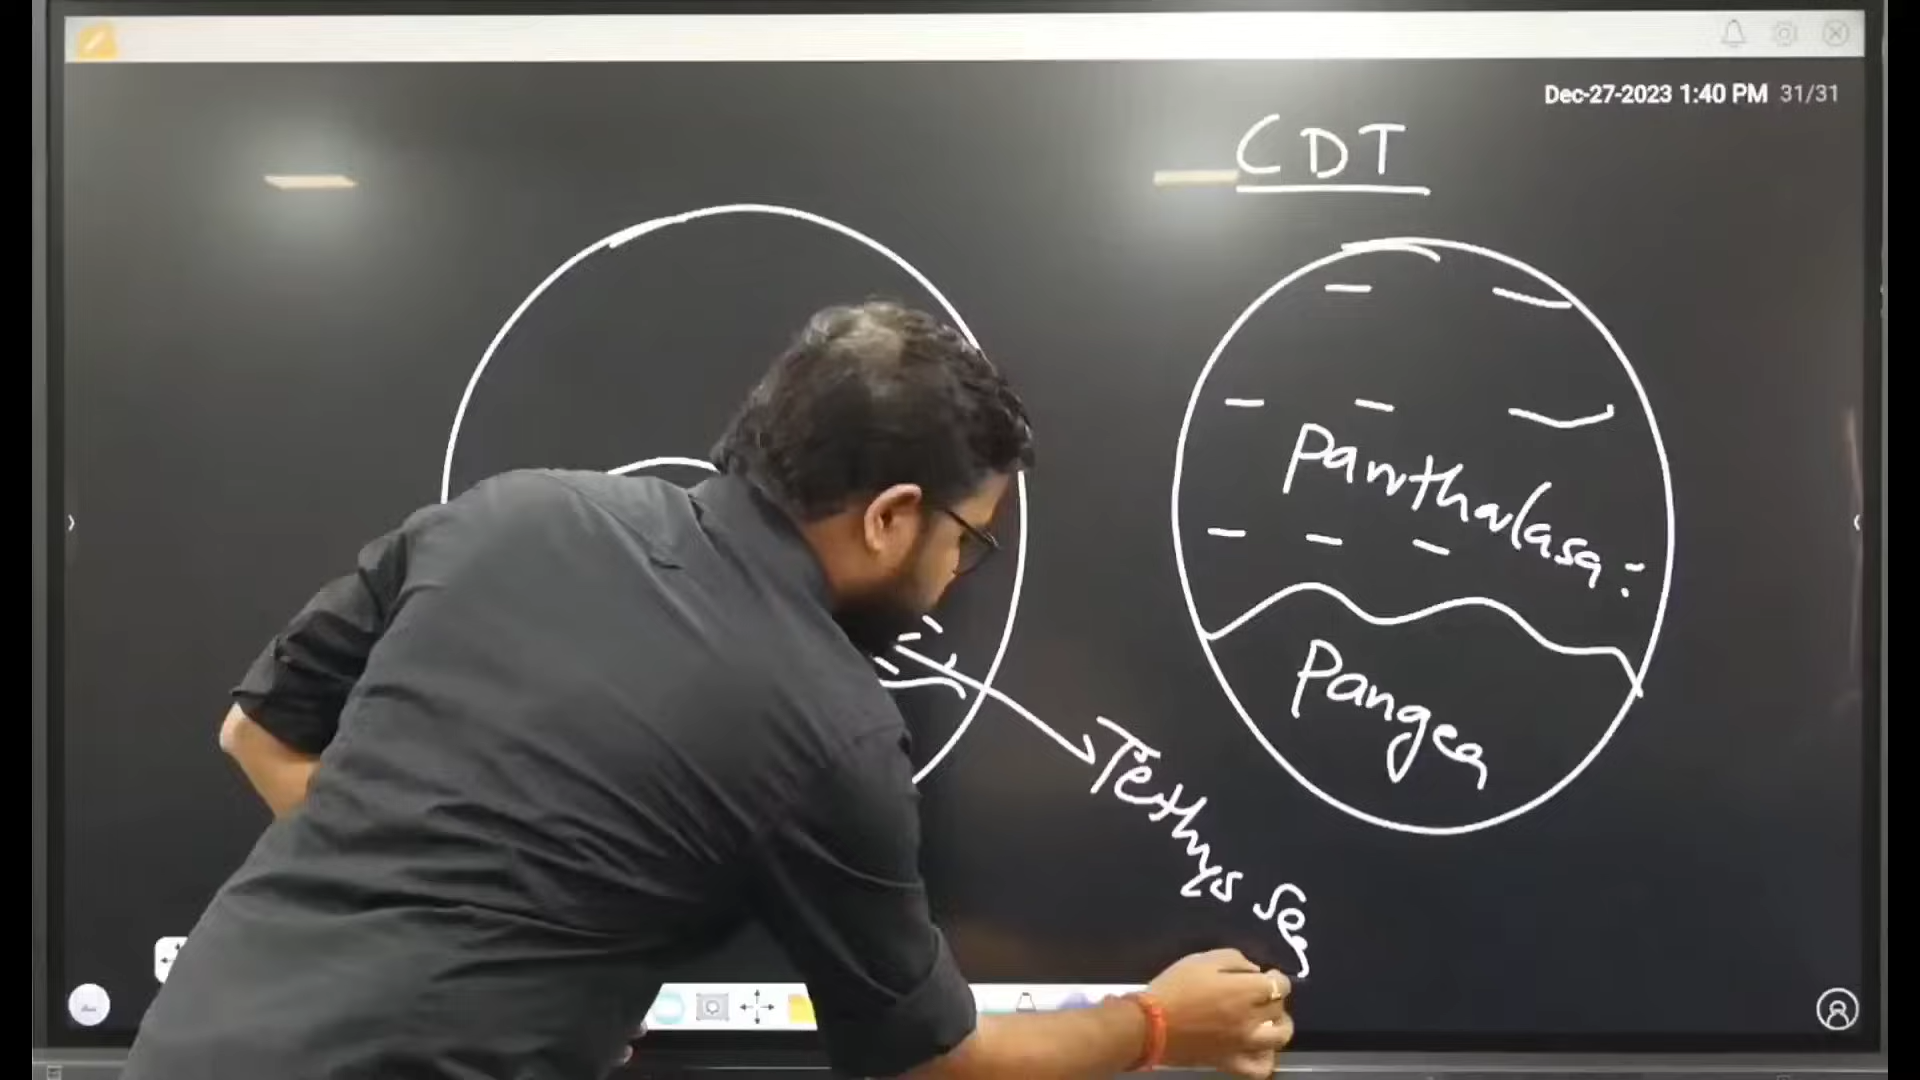 Dec-27-2023 1:40 PM 31/31
CDT
Panthalasa
Pangea
Tethys Sea